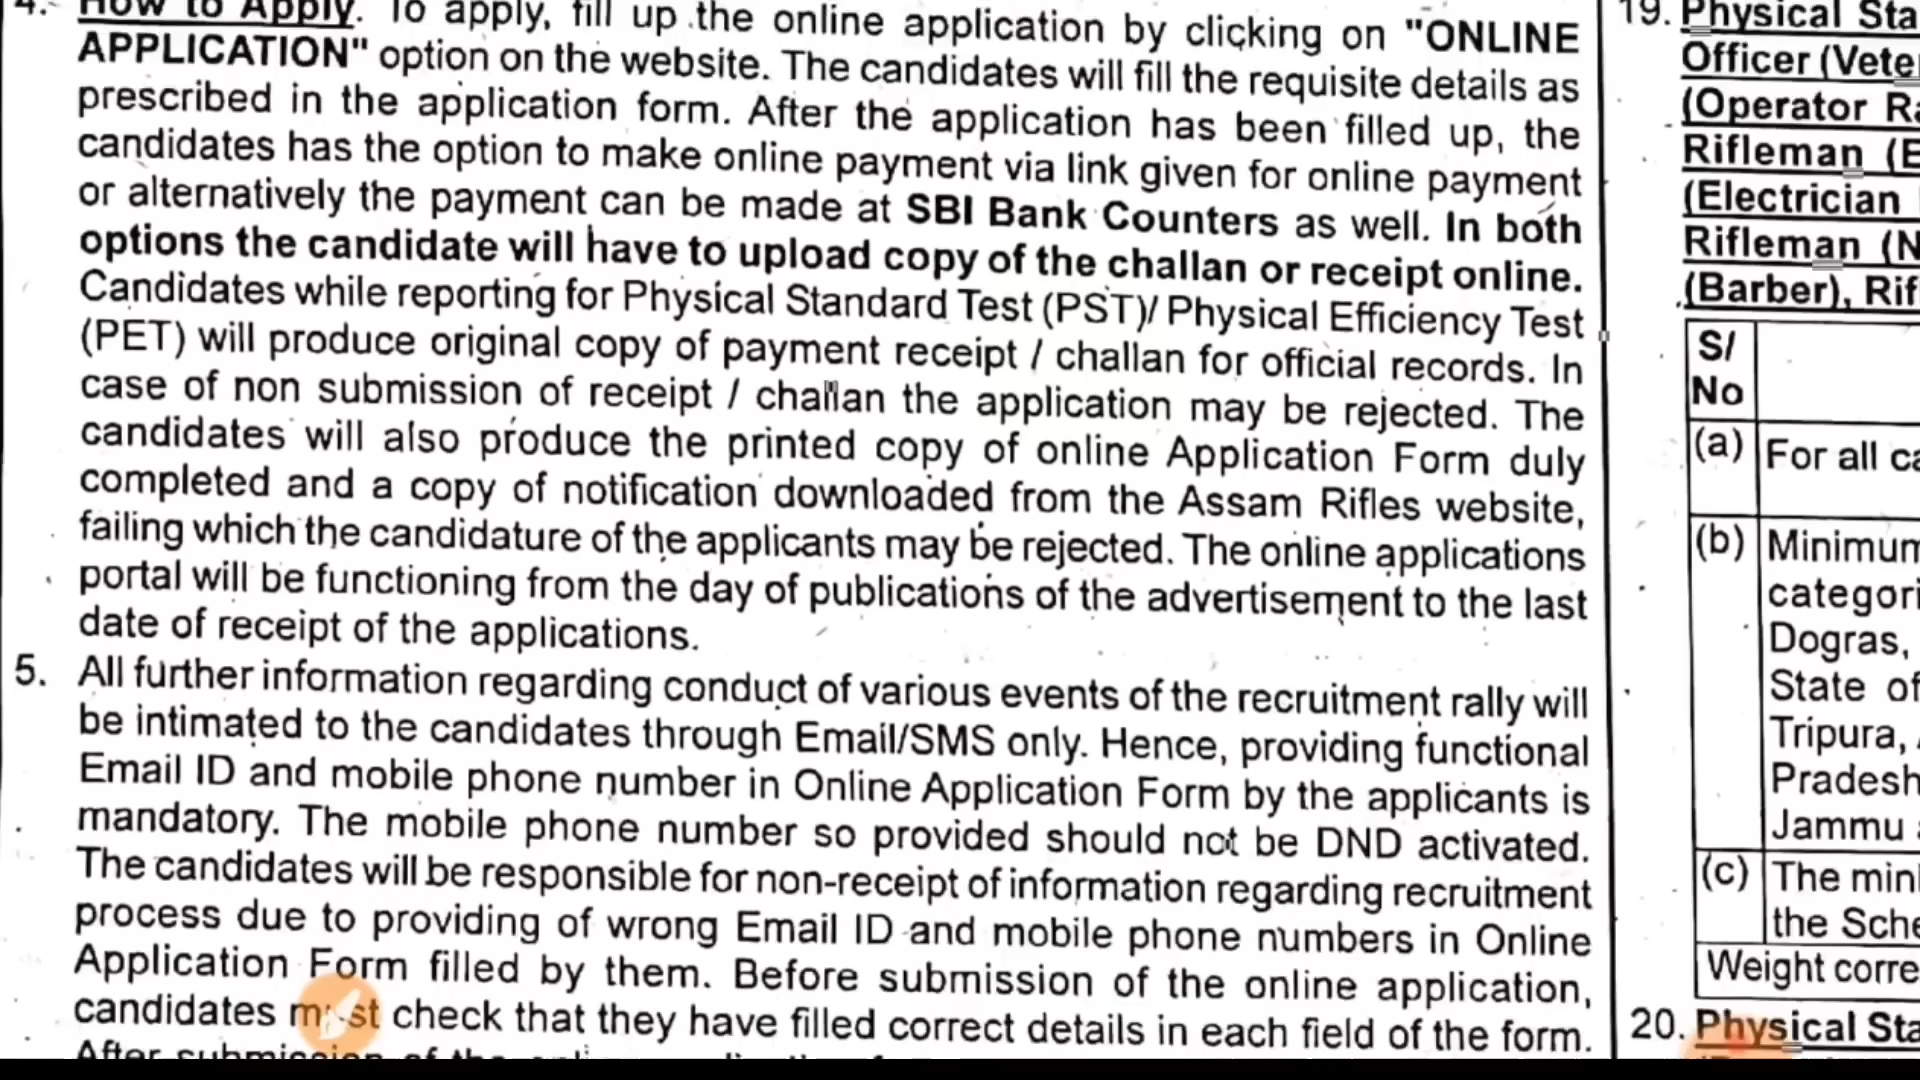 4. How to Apply. To apply, fill up the online application by clicking on "ONLINE
APPLICATION" option on the website. The candidates will fill the requisite details as
prescribed in the application form. After the application has been filled up, the
candidates has the option to make online payment via link given for online payment
or alternatively the payment can be made at SBI Bank Counters as well. In both
options the candidate will have to upload copy of the challan or receipt online.
Candidates while reporting for Physical Standard Test (PST)/ Physical Efficiency Test
(PET) will produce original copy of payment receipt / challan for official records. In
case of non submission of receipt / challan the application may be rejected. The
candidates will also produce the printed copy of online Application Form duly
completed and a copy of notification downloaded from the Assam Rifles website,
failing which the candidature of the applicants may be rejected. The online applications
portal will be functioning from the day of publications of the advertisement to the last
date of receipt of the applications.
5. All further information regarding conduct of various events of the recruitment rally will
be intimated to the candidates through Email/SMS only. Hence, providing functional
Email ID and mobile phone number in Online Application Form by the applicants is
mandatory. The mobile phone number so provided should not be DND activated.
The candidates will be responsible for non-receipt of information regarding recruitment
process due to providing of wrong Email ID and mobile phone numbers in Online
Application Form filled by them. Before submission of the online application,
candidates must check that they have filled correct details in each field of the form.
After submission of the online
19. Physical Sta
Officer (Vete
(Operator Ra
Rifleman (E
(Electrician
Rifleman (N
(Barber), Rif
S/
No
(a) For all ca
(b) Minimum
categori
Dogras,
State of
Tripura,
Pradesh
Jammu
(c) The mini
the Sche
Weight corre
20. Physical Sta